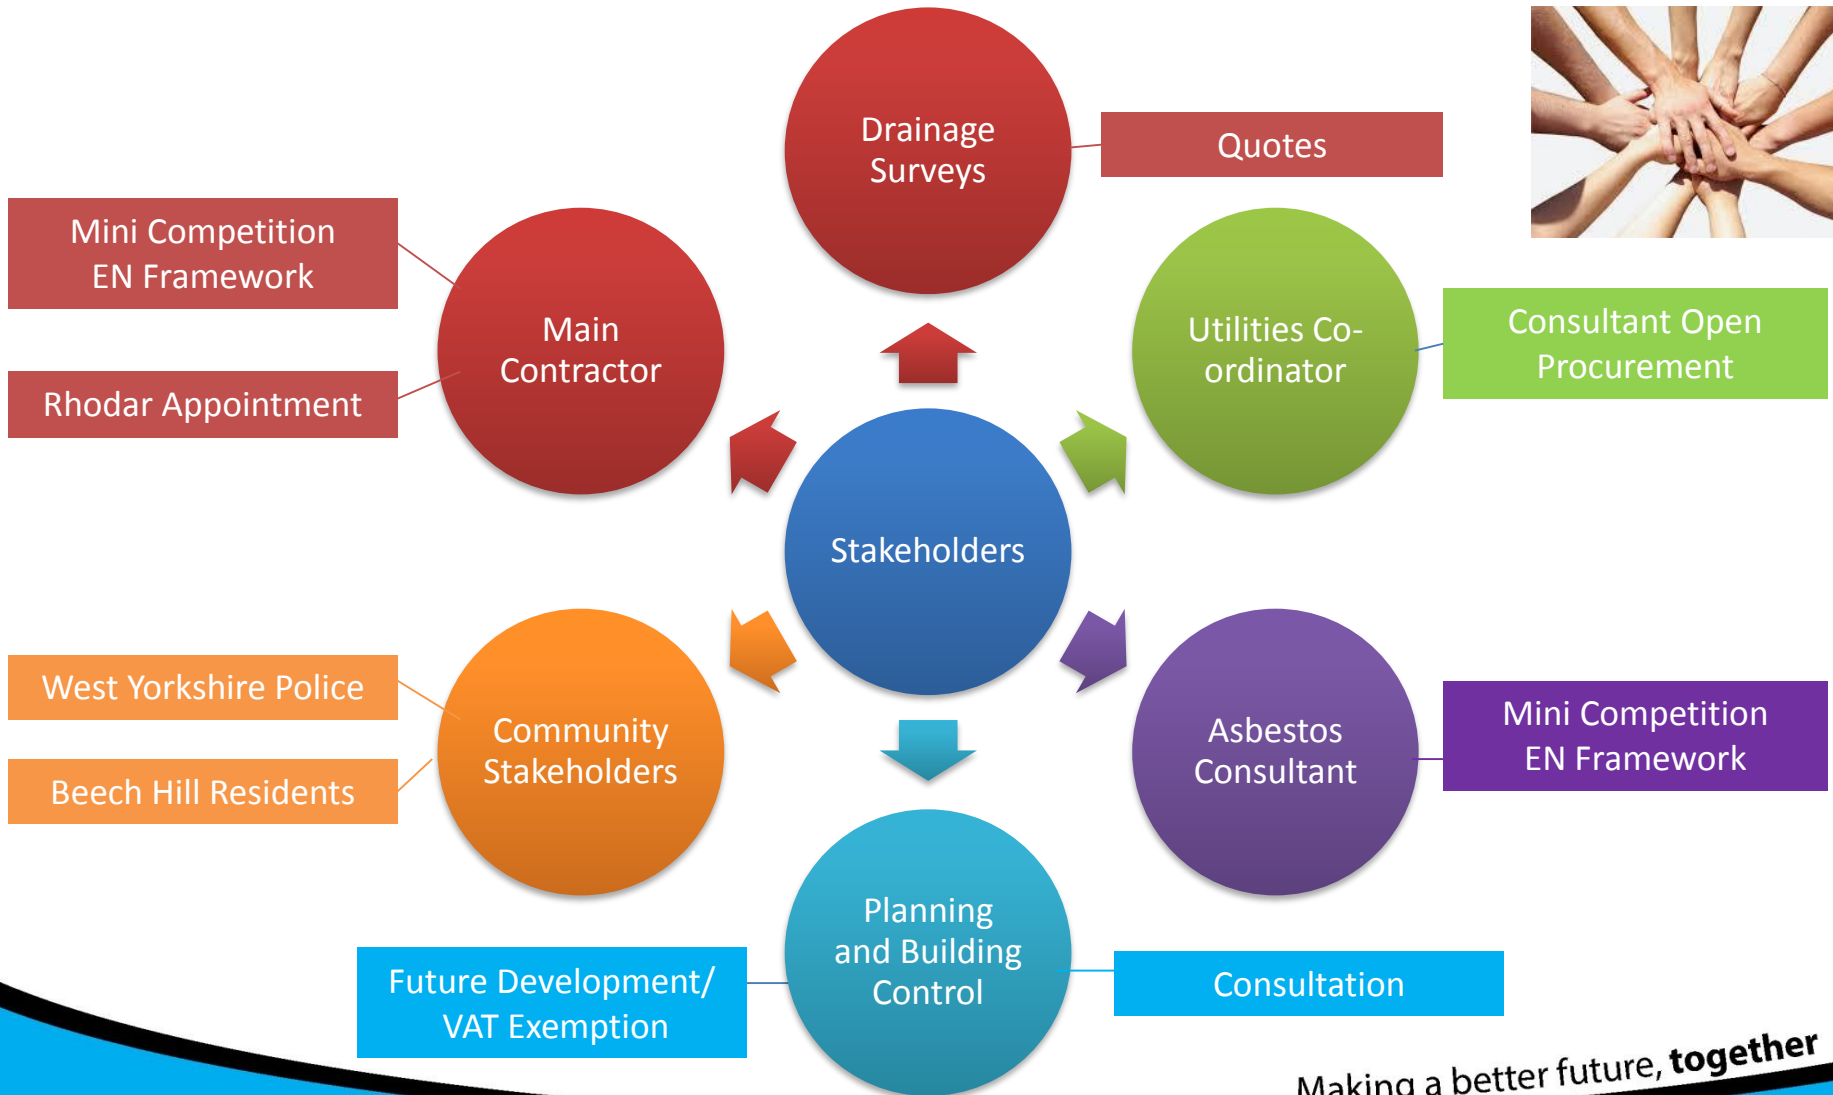 Drainage
Surveys
Quotes
Mini Competition
EN Framework
Main
Contractor
Rhodar Appointment
Utilities Co-
ordinator
Consultant Open
Procurement
Stakeholders
West Yorkshire Police
Community
Stakeholders
Beech Hill Residents
Asbestos
Consultant
Mini Competition
EN Framework
Planning
and Building
Control
Future Development/
VAT Exemption
Consultation
Making a better future, together